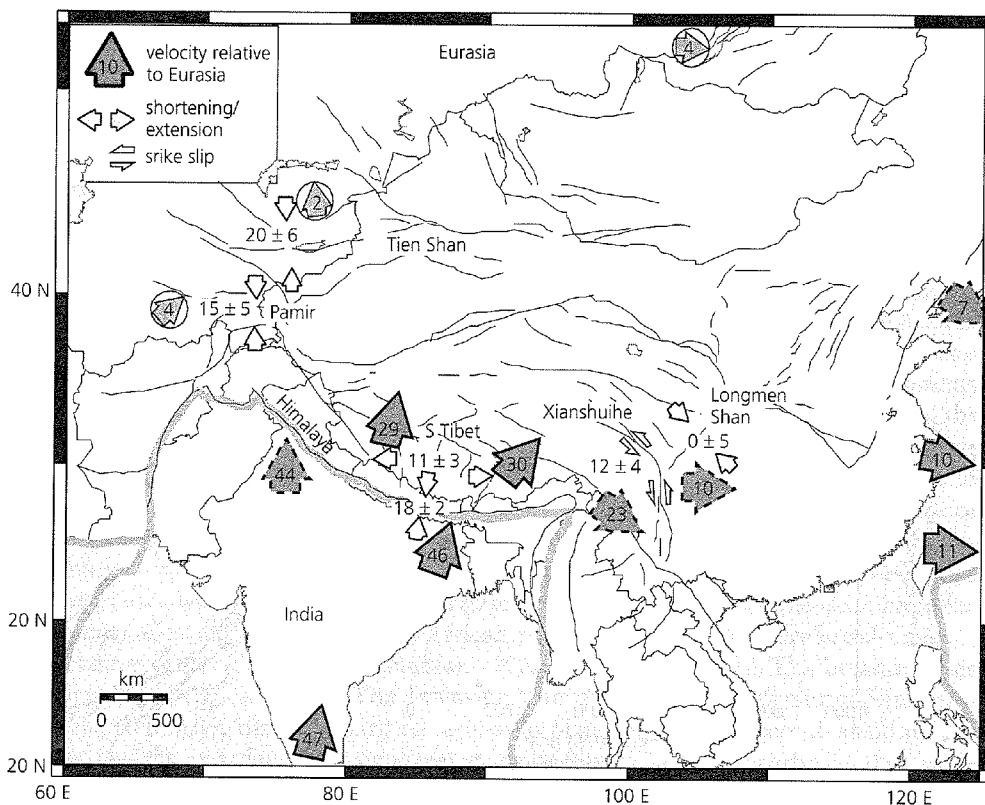 10
velocity relative
to Eurasia
shortening/
extension
srike slip
Eurasia
4
2
20 ± 6
Tien Shan
40 N
4
15 ± 5
Pamir
7
Himalaya
29
S Tibet
Xianshuihe
Longmen
Shan
0 ± 5
44
11 ± 3
30
12 ± 4
10
10
18 ± 2
23
46
11
India
20 N
km
0
500
47
20 N
60 E
80 E
100 E
120 E